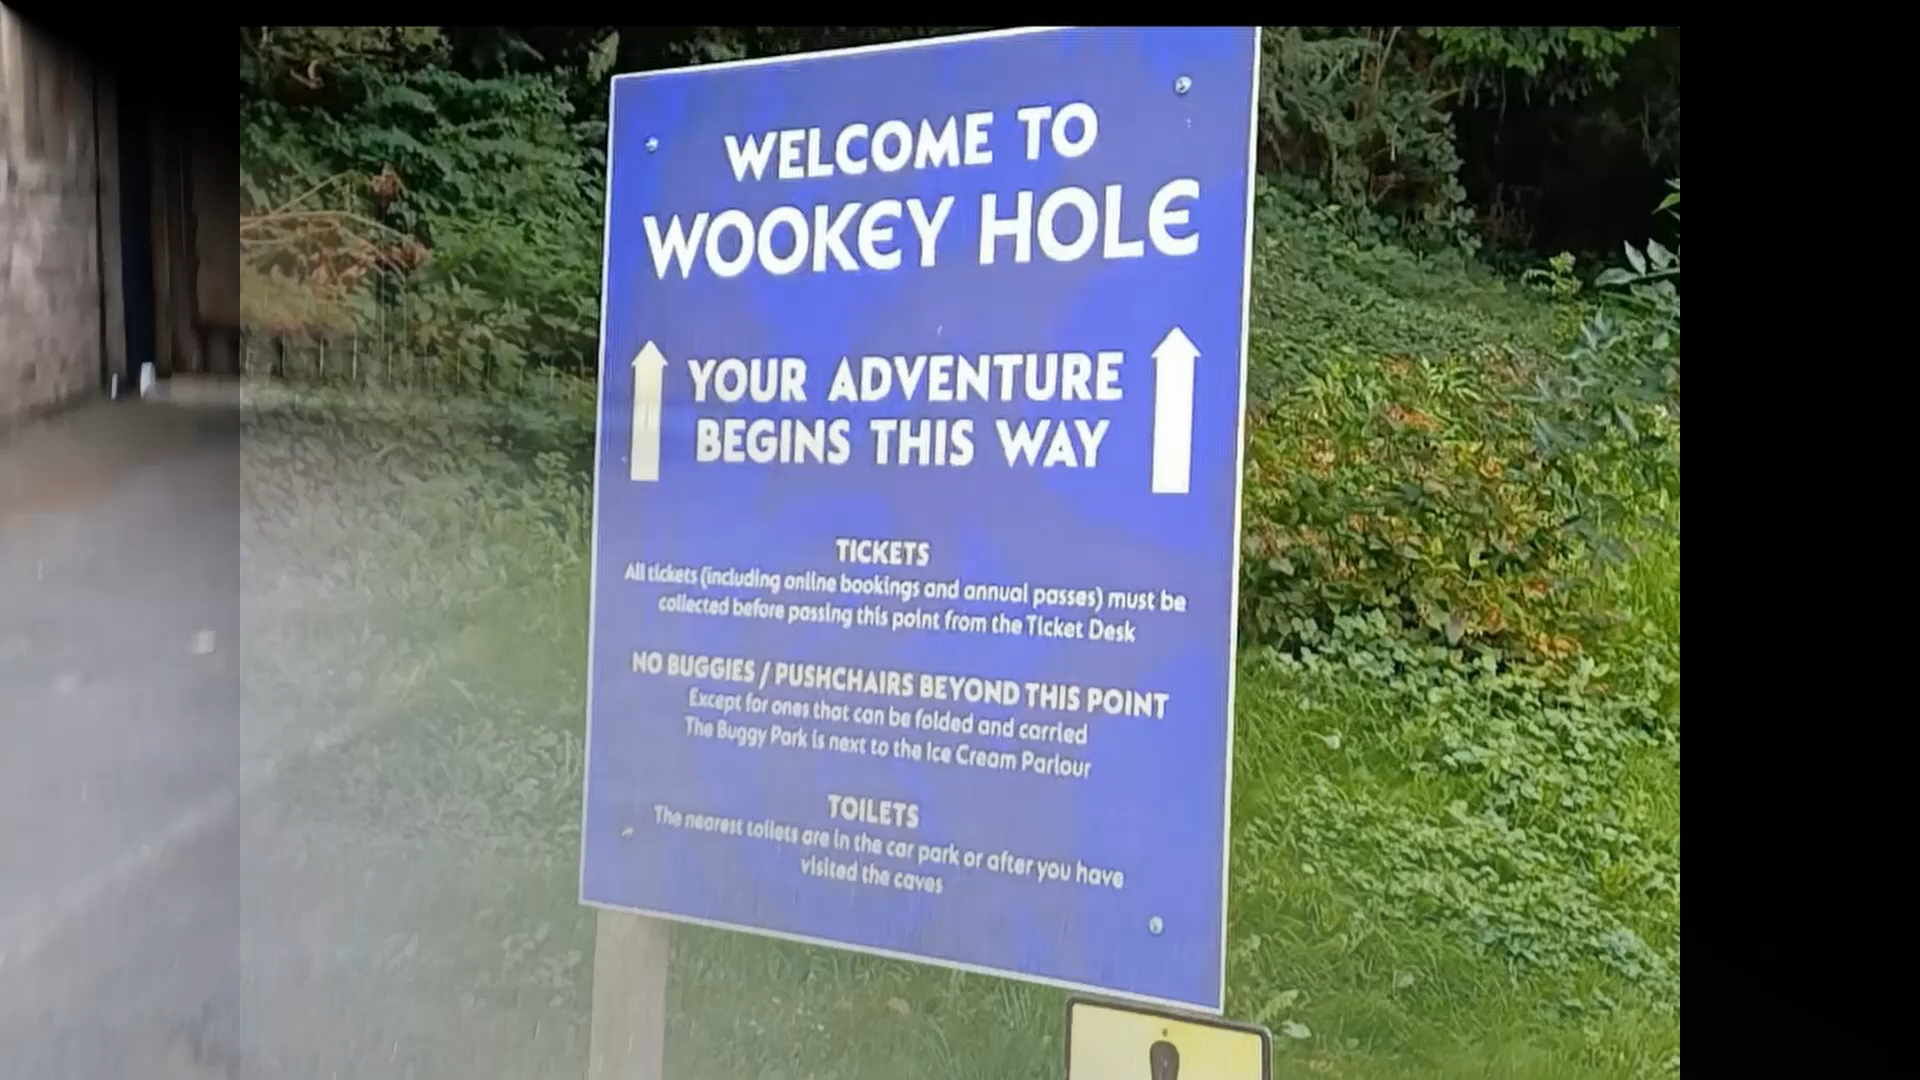 WELCOME TO
WOOKEY HOLE
YOUR ADVENTURE
BEGINS THIS WAY
TICKETS
All tickets (including online bookings and annual passes) must be
collected before passing this point from the Ticket Desk
NO BUGGIES / PUSHCHAIRS BEYOND THIS POINT
Except for ones that can be folded and carried
The Buggy Park is next to the Ice Cream Parlour
TOILETS
The nearest toilets are in the car park or after you have
visited the caves